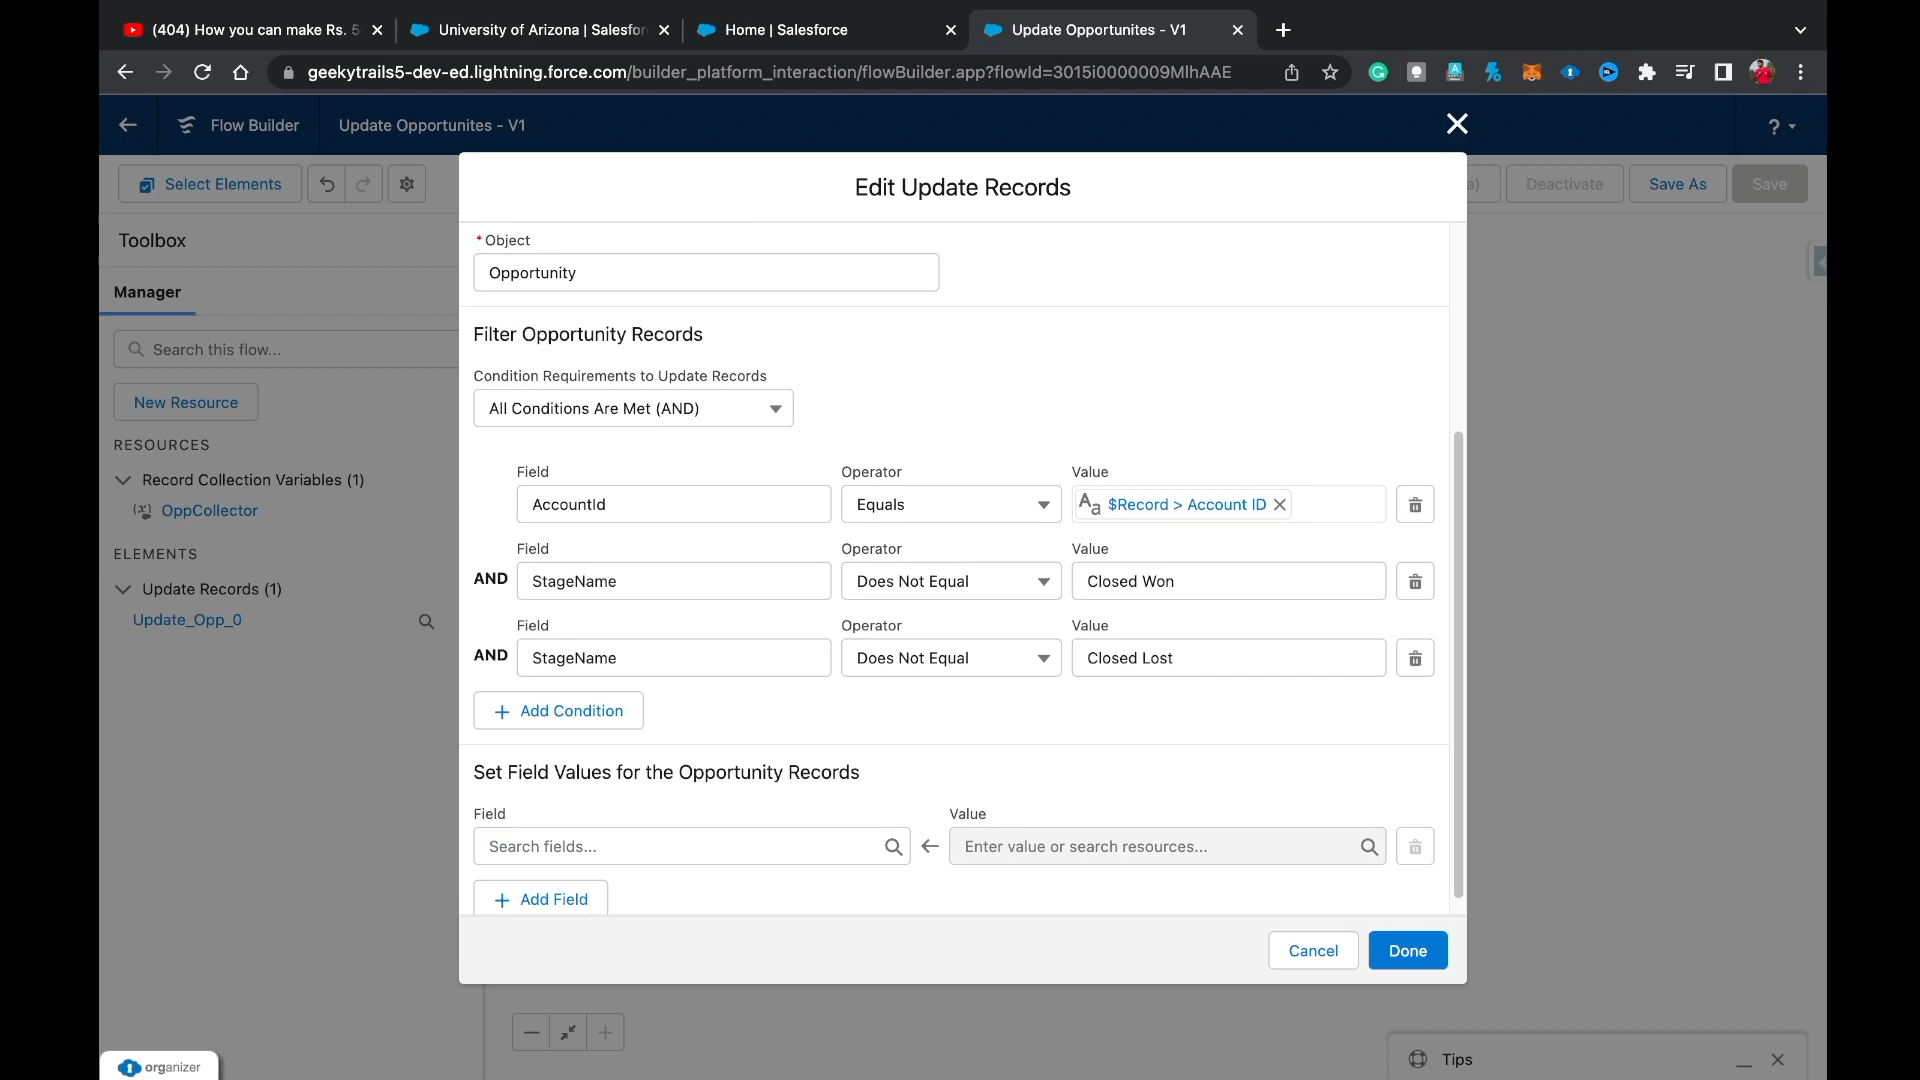 (404) How you can make Rs. 5
University of Arizona | Salesfor
Home | Salesforce
Update Opportunites - V1
geekytrails5-dev-ed.lightning.force.com/builder_platform_interaction/flowBuilder.app?flowId=3015i0000009MlhAAE
Flow Builder
Update Opportunites - V1
?
Select Elements
a)
Deactivate
Save As
Save
Toolbox
Manager
Search this flow...
New Resource
RESOURCES
Record Collection Variables (1)
OppCollector
ELEMENTS
Update Records (1)
Update_Opp_0
Edit Update Records
* Object
Opportunity
Filter Opportunity Records
Condition Requirements to Update Records
All Conditions Are Met (AND)
Field Operator Value
AccountId Equals Aa $Record > Account ID
Field Operator Value
AND StageName Does Not Equal Closed Won
Field Operator Value
AND StageName Does Not Equal Closed Lost
Add Condition
Set Field Values for the Opportunity Records
Field Value
Search fields... Enter value or search resources...
Add Field
Cancel Done
Tips
organizer